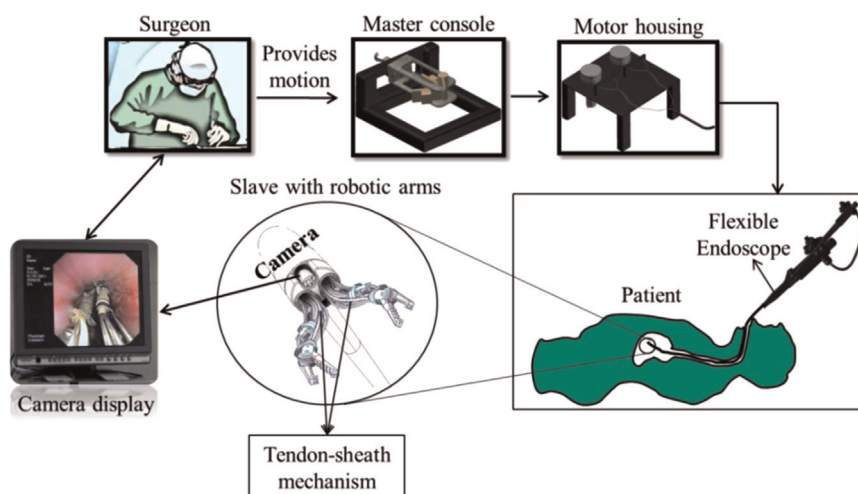 Surgeon
Provides
motion
Master console
Motor housing
Slave with robotic arms
Camera
Flexible
Endoscope
Patient
Camera display
Tendon-sheath
mechanism